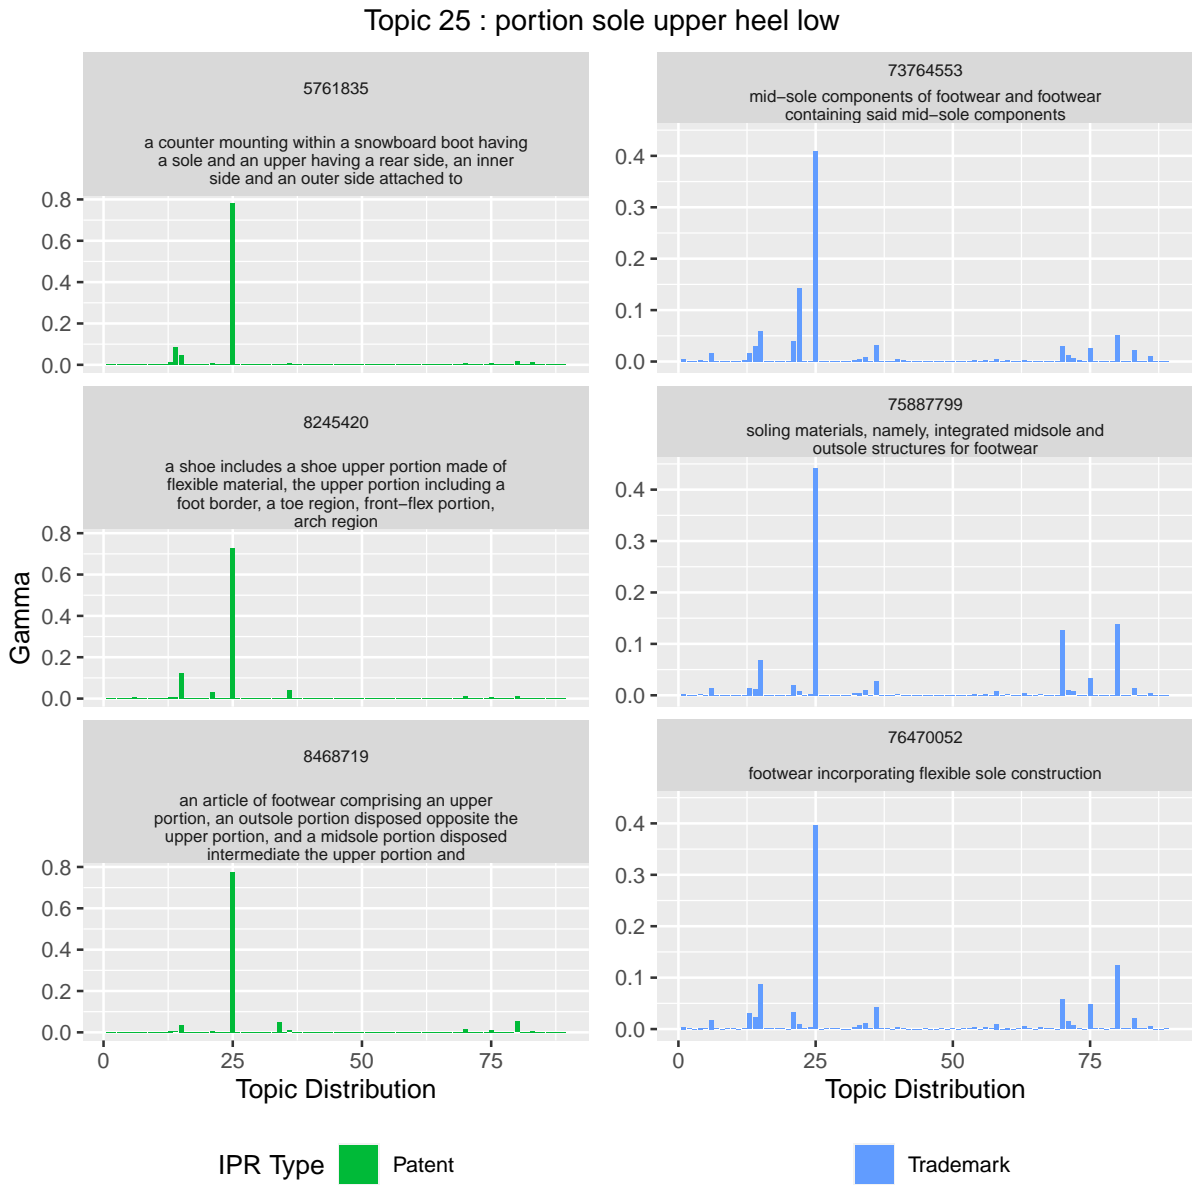 Topic 25 : portion sole upper heel low
5761835
a counter mounting within a snowboard boot having
a sole and an upper having a rear side, an inner
side and an outer side attached to
0.8
0.6
0.4
0.2
0.0
73764553
mid−sole components of footwear and footwear
containing said mid−sole components
0.4
0.3
0.2
0.1
0.0
8245420
a shoe includes a shoe upper portion made of
flexible material, the upper portion including a
foot border, a toe region, front−flex portion,
arch region
0.8
0.6
0.4
0.2
0.0
75887799
soling materials, namely, integrated midsole and
outsole structures for footwear
0.4
0.3
0.2
0.1
0.0
8468719
an article of footwear comprising an upper
portion, an outsole portion disposed opposite the
upper portion, and a midsole portion disposed
intermediate the upper portion and
0.8
0.6
0.4
0.2
0.0
76470052
footwear incorporating flexible sole construction
0.4
0.3
0.2
0.1
0.0
Gamma
0 25 50 75
0 25 50 75
Topic Distribution
Topic Distribution
IPR Type Patent Trademark